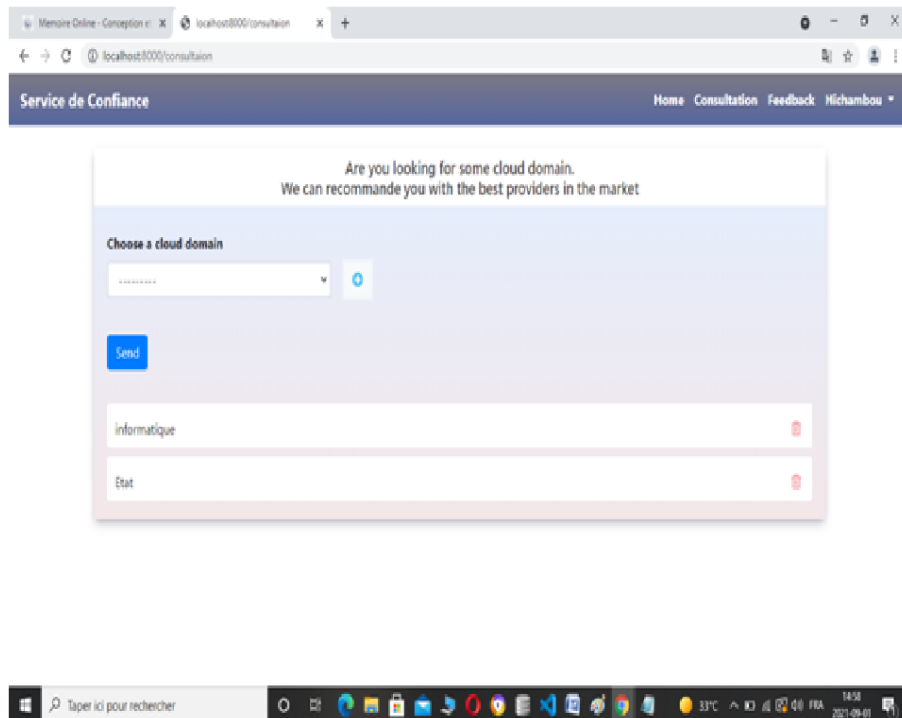 Memoire Online - Conception e
localhost:8000/consultaion
localhost:8000/consultaion
Service de Confiance
Home Consultation Feedback Hichambou
Are you looking for some cloud domain.
We can recommande you with the best providers in the market
Choose a cloud domain
---------
Send
informatique
Etat
Taper ici pour rechercher
33°C
FRA
14:58
2021-09-01